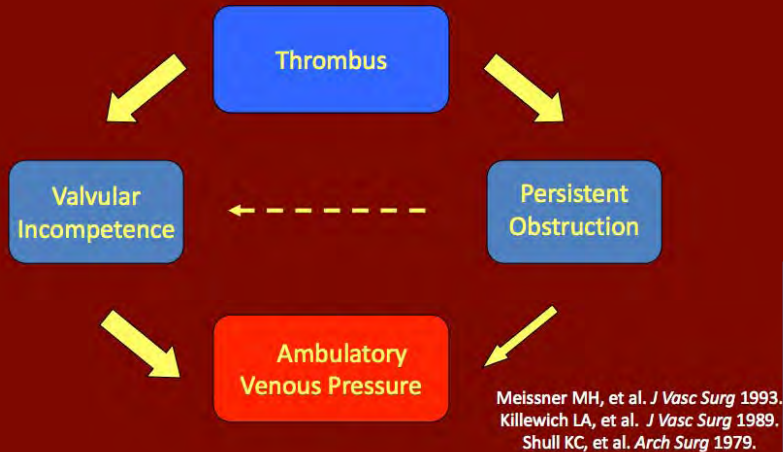 Thrombus
Valvular
Incompetence
Persistent
Obstruction
Ambulatory
Venous Pressure
Meissner MH, et al. J Vasc Surg 1993.
Killewich LA, et al. J Vasc Surg 1989.
Shull KC, et al. Arch Surg 1979.